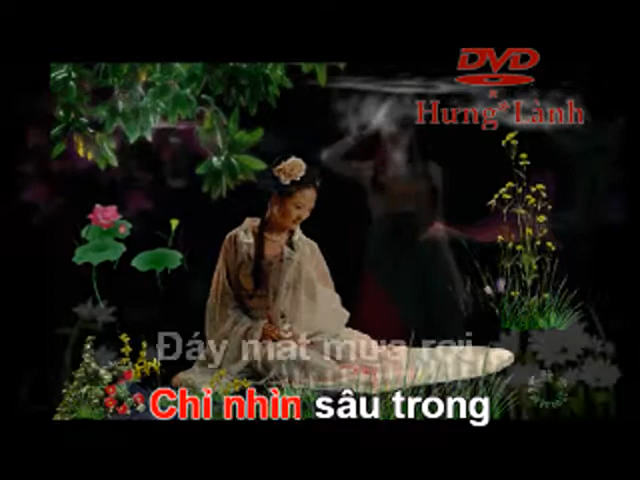 DVD
Hưng*Lành
Đáy mắt mưa rơi
Chỉ nhìn sâu trong